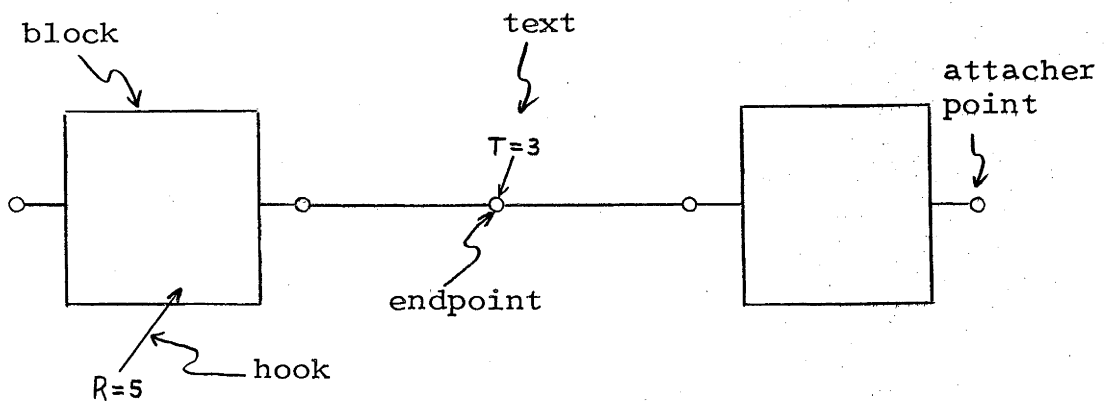 text
block
attacher
point
T=3
endpoint
hook
R=5